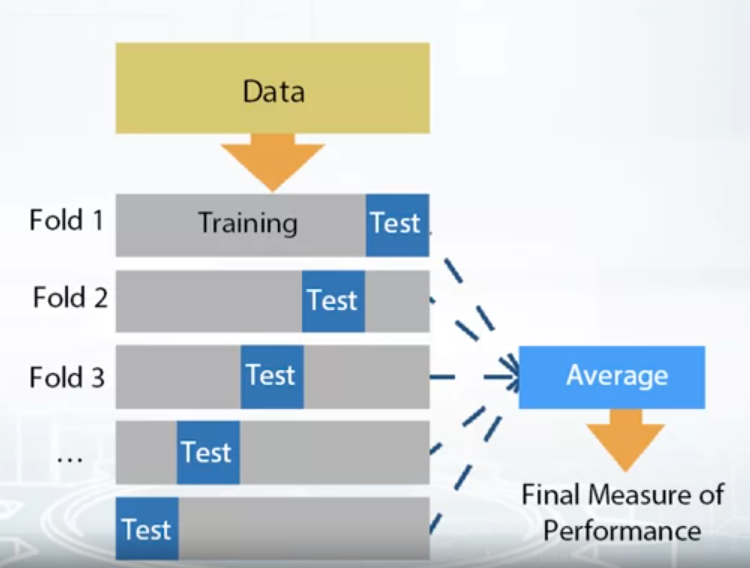 Data
Fold 1 Training Test
Fold 2 Test
Fold 3 Test Average
... Test
Final Measure of
Performance
Test